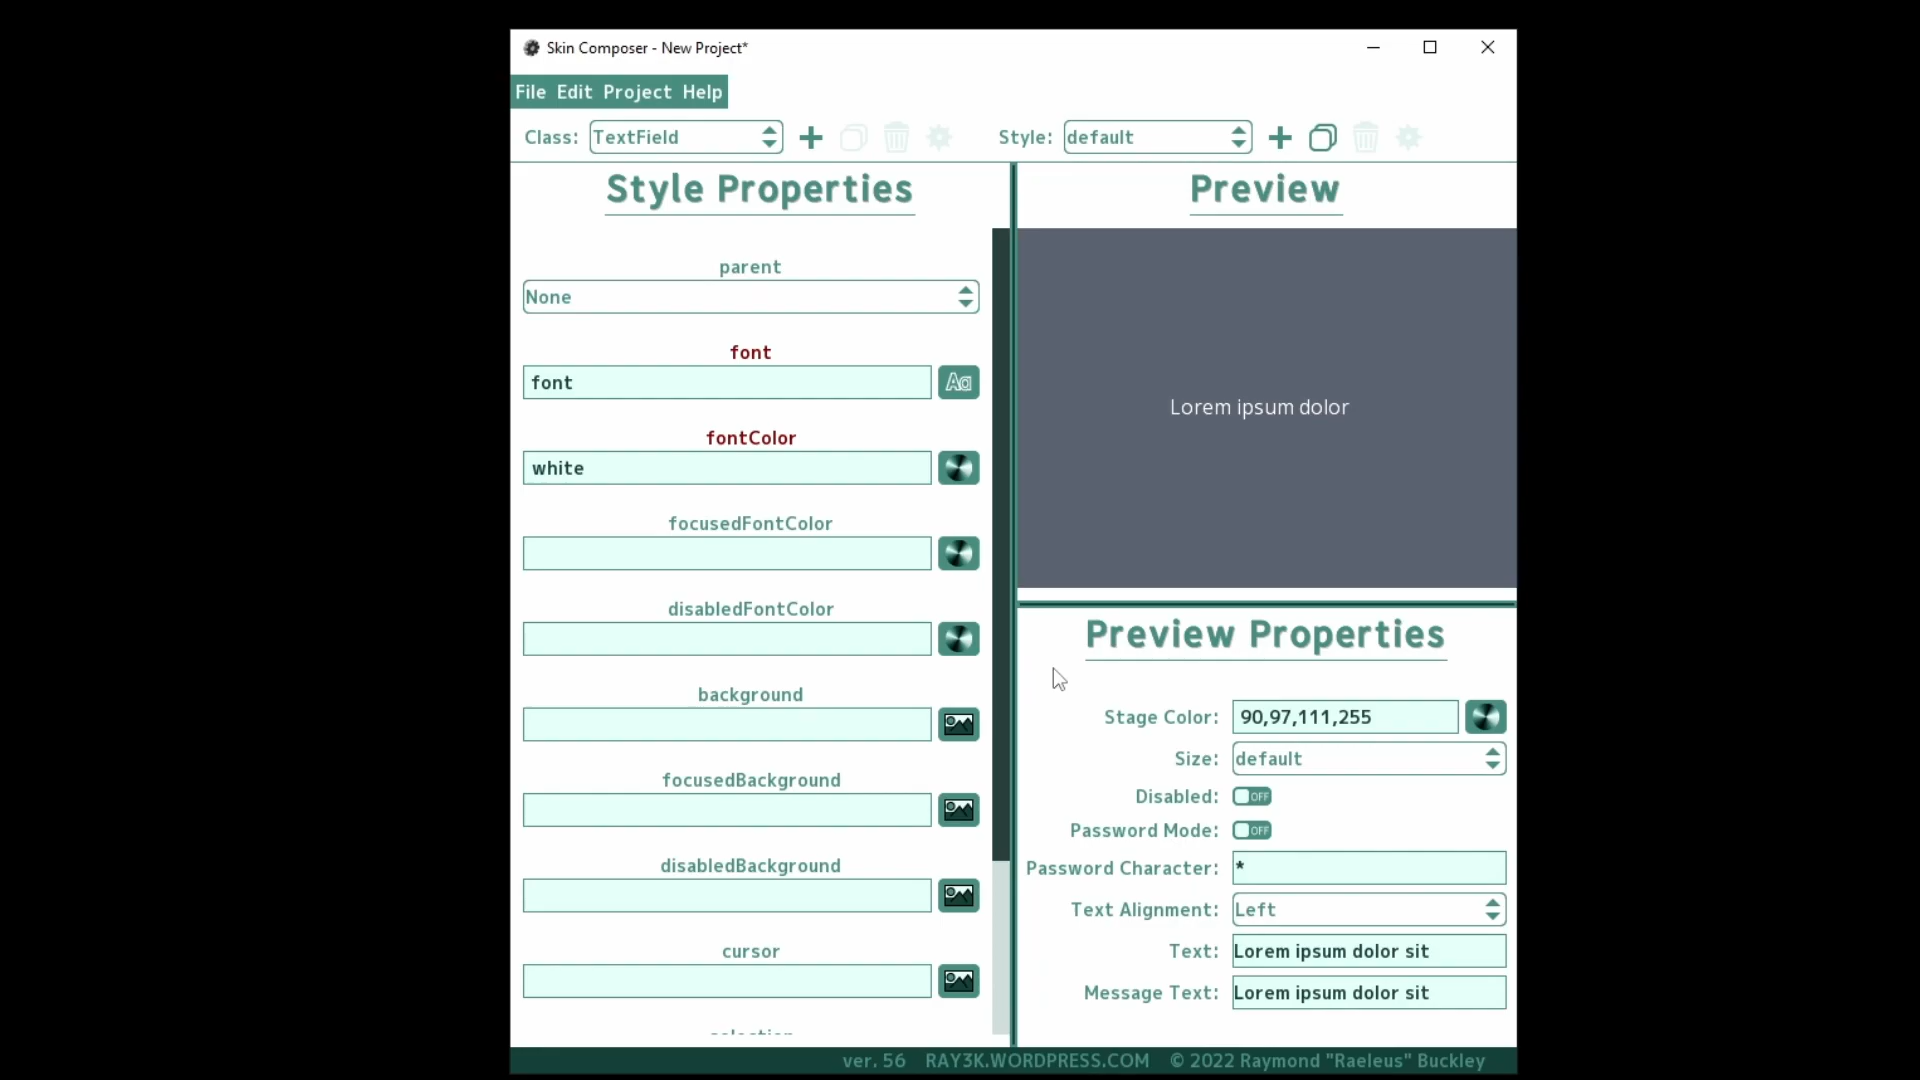 Skin Composer - New Project*
File Edit Project Help
Class: TextField Style: default
Style Properties
parent
None
font
font
fontColor
white
focusedFontColor
disabledFontColor
background
focusedBackground
disabledBackground
cursor
Preview
Lorem ipsum dolor
Preview Properties
Stage Color: 90,97,111,255
Size: default
Disabled: OFF
Password Mode: OFF
Password Character: *
Text Alignment: Left
Text: Lorem ipsum dolor sit
Message Text: Lorem ipsum dolor sit
ver. 56 RAY3K.WORDPRESS.COM © 2022 Raymond "Raeleus" Buckley